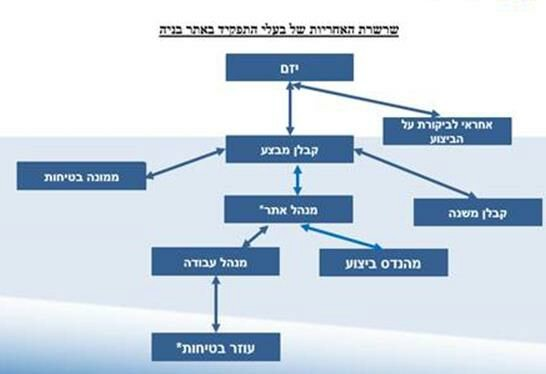 שרשרת האחריות של בעלי התפקיד באתר בניה
יזם
אחראי לביקורת על
הביצוע
קבלן מבצע
ממונה בטיחות
מנהל אתר*
קבלן משנה
מנהל עבודה
מהנדס ביצוע
עוזר בטיחות*